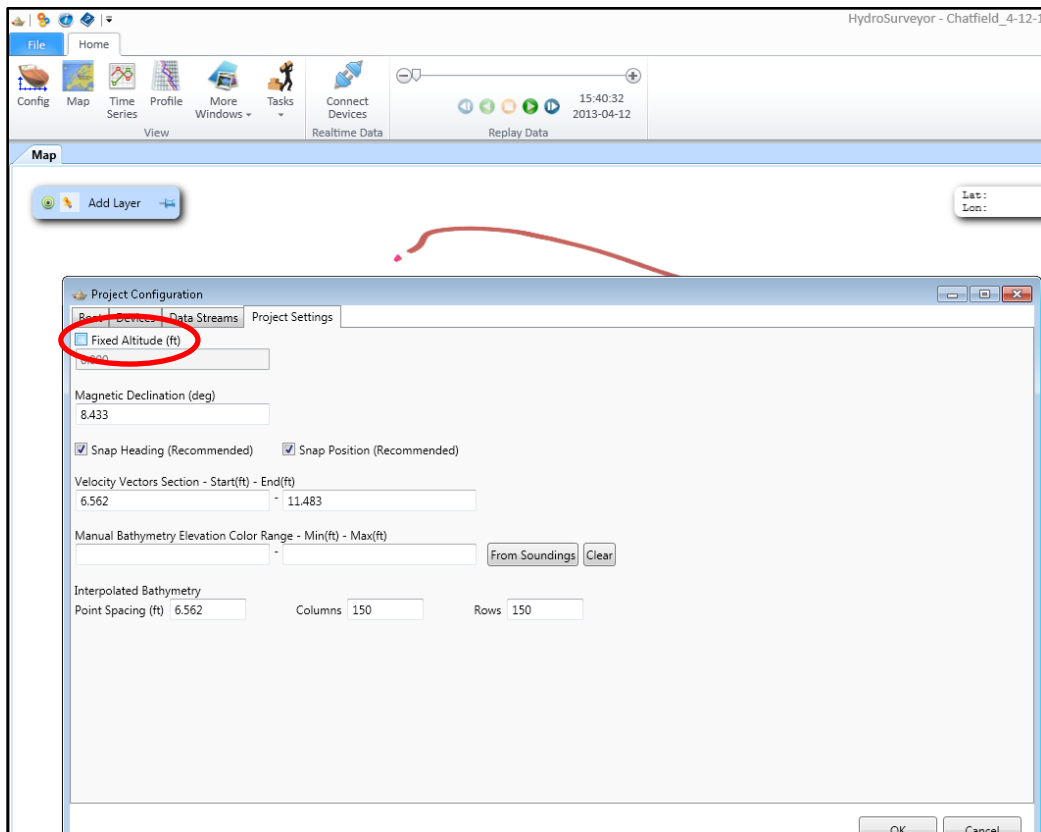 HydroSurveyor - Chatfield_4-12-1
File Home
Config Map Time Series Profile More Windows Tasks Connect Devices
View Realtime Data Replay Data
15:40:32
2013-04-12
Map
Add Layer
Lat:
Lon:
Project Configuration
Boat Devices Data Streams Project Settings
Fixed Altitude (ft)
Magnetic Declination (deg)
8.433
Snap Heading (Recommended) Snap Position (Recommended)
Velocity Vectors Section - Start(ft) - End(ft)
6.562 - 11.483
Manual Bathymetry Elevation Color Range - Min(ft) - Max(ft)
- From Soundings Clear
Interpolated Bathymetry
Point Spacing (ft) 6.562 Columns 150 Rows 150
OK Cancel